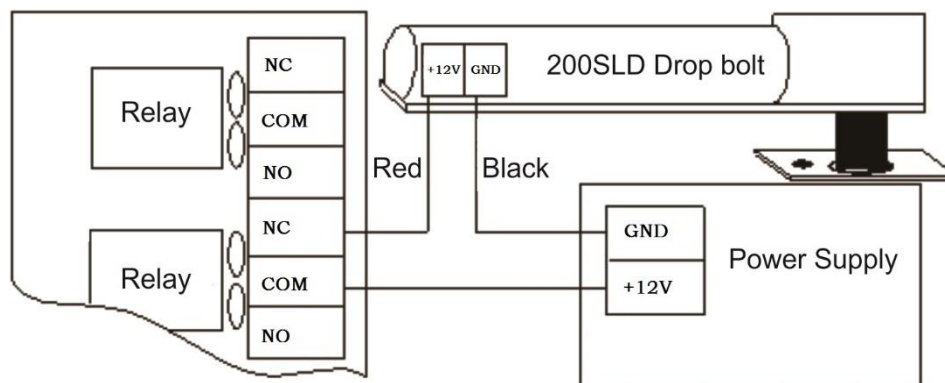 NC
Relay
COM
NO
NC
Relay
COM
NO
+12V GND
200SLD Drop bolt
Red
Black
GND
+12V
Power Supply